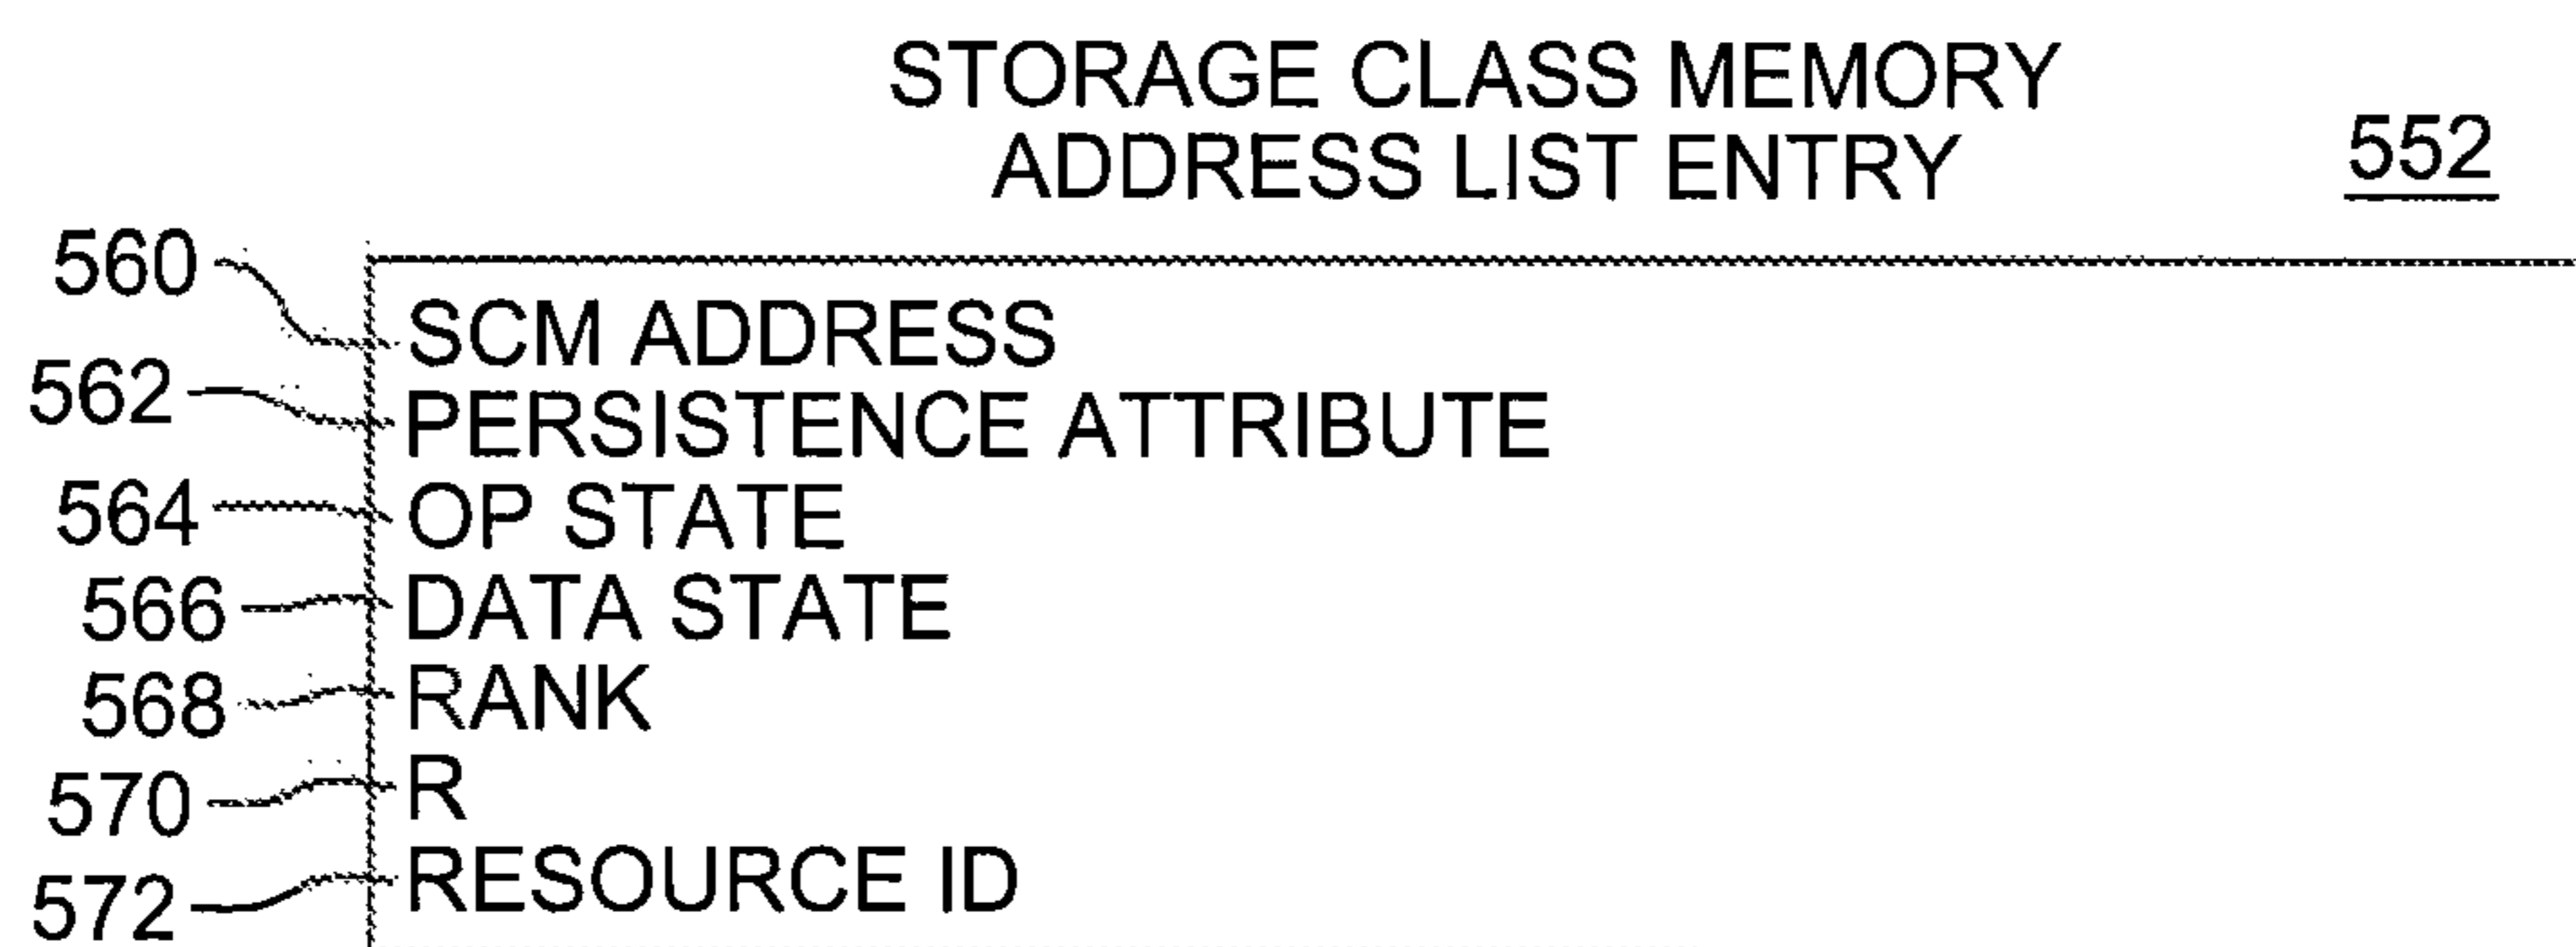 STORAGE CLASS MEMORY
ADDRESS LIST ENTRY
552
560 SCM ADDRESS
562 PERSISTENCE ATTRIBUTE
564 OP STATE
566 DATA STATE
568 RANK
570 R
572 RESOURCE ID